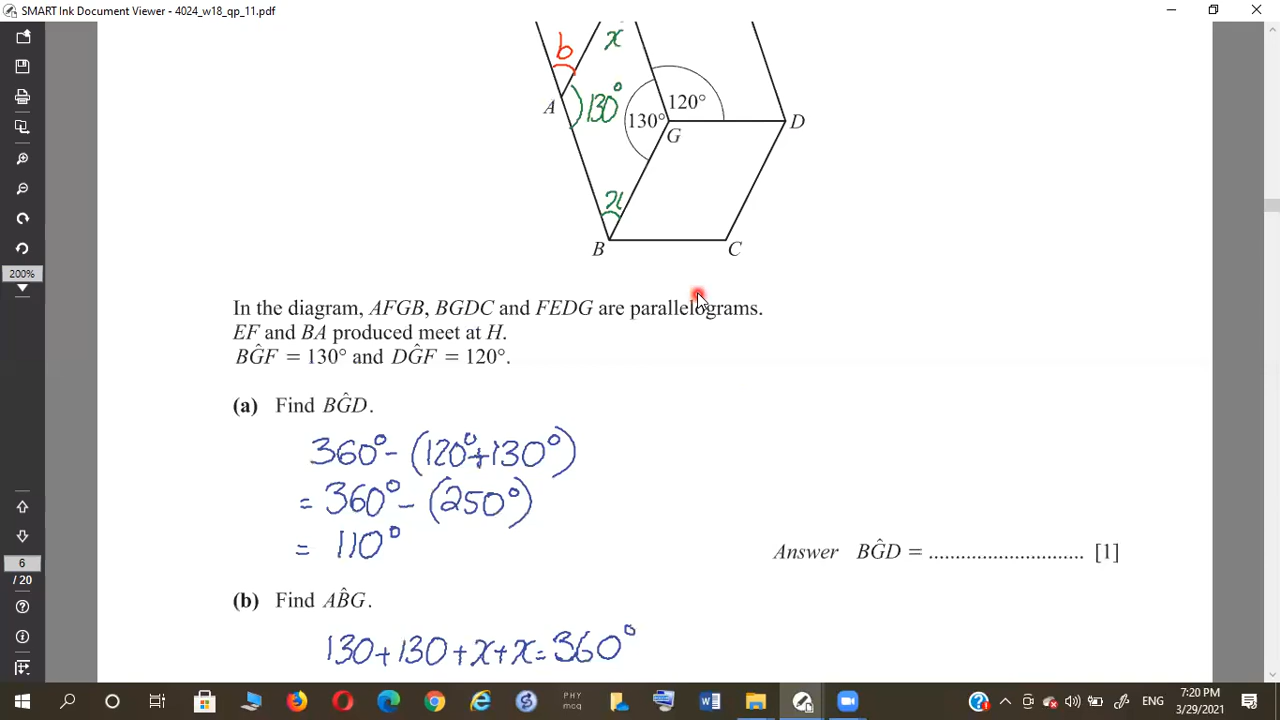 SMART Ink Document Viewer - 4024_w18_qp_11.pdf
b
x
A
130°
120°
130°
G
D
x
B
C
200%
In the diagram, AFGB, BGDC and FEDG are parallelograms.
EF and BA produced meet at H.
BĜF = 130° and DĜF = 120°.
(a) Find BĜD.
360° - (120°+130°)
= 360° - (250°)
= 110°
Answer BĜD = ............................. [1]
6
/ 20
(b) Find AB̂G.
130+130+x+x=360°
PHY
mcq
ENG
7:20 PM
3/29/2021